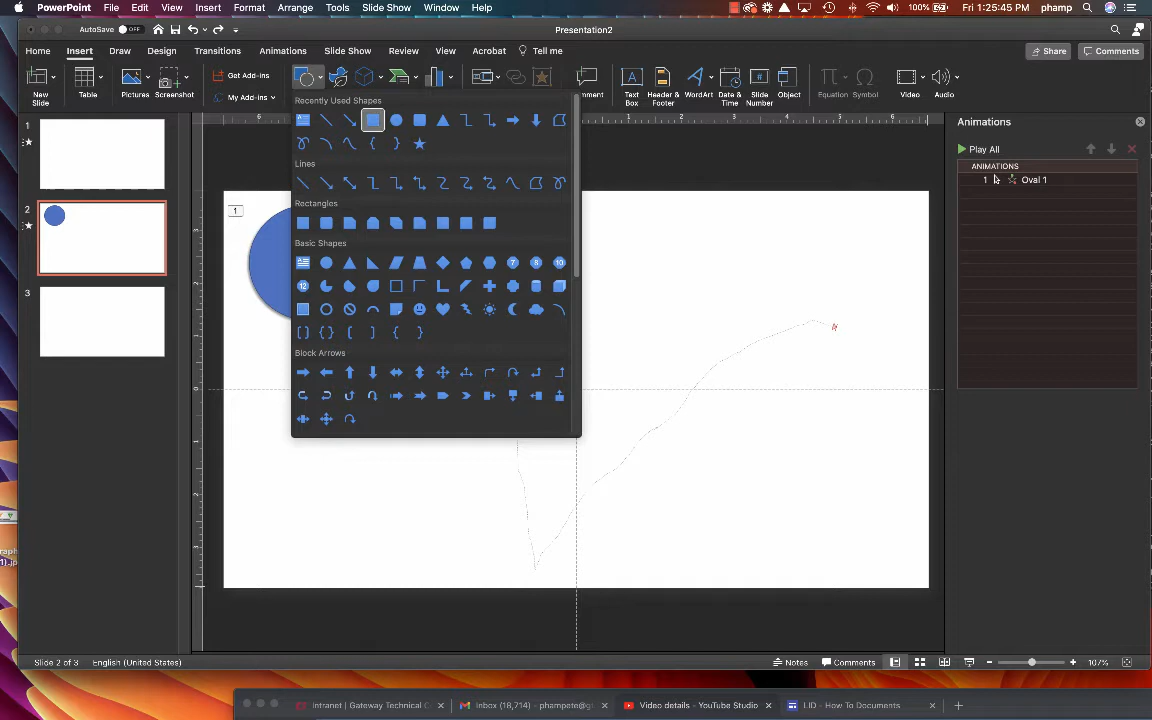 PowerPoint File Edit View Insert Format Arrange Tools Slide Show Window Help 100% Fri 1:25:45 PM phamp
AutoSave OFF Presentation2
Home Insert Draw Design Transitions Animations Slide Show Review View Acrobat Tell me Share Comments
Get Add-ins
My Add-ins
New Slide Table Pictures Screenshot Text Box Header & Footer WordArt Date & Time Slide Number Object Equation Symbol Video Audio
Recently Used Shapes
Lines
Rectangles
Basic Shapes
Block Arrows
Animations
Play All
ANIMATIONS
1 Oval 1
1
2
3
1
Slide 2 of 3 English (United States) Notes Comments 107%
Inbox (18,714) - phampete@g
Video details - YouTube Studio
LID - How To Documents
Intranet | Gateway Technical C